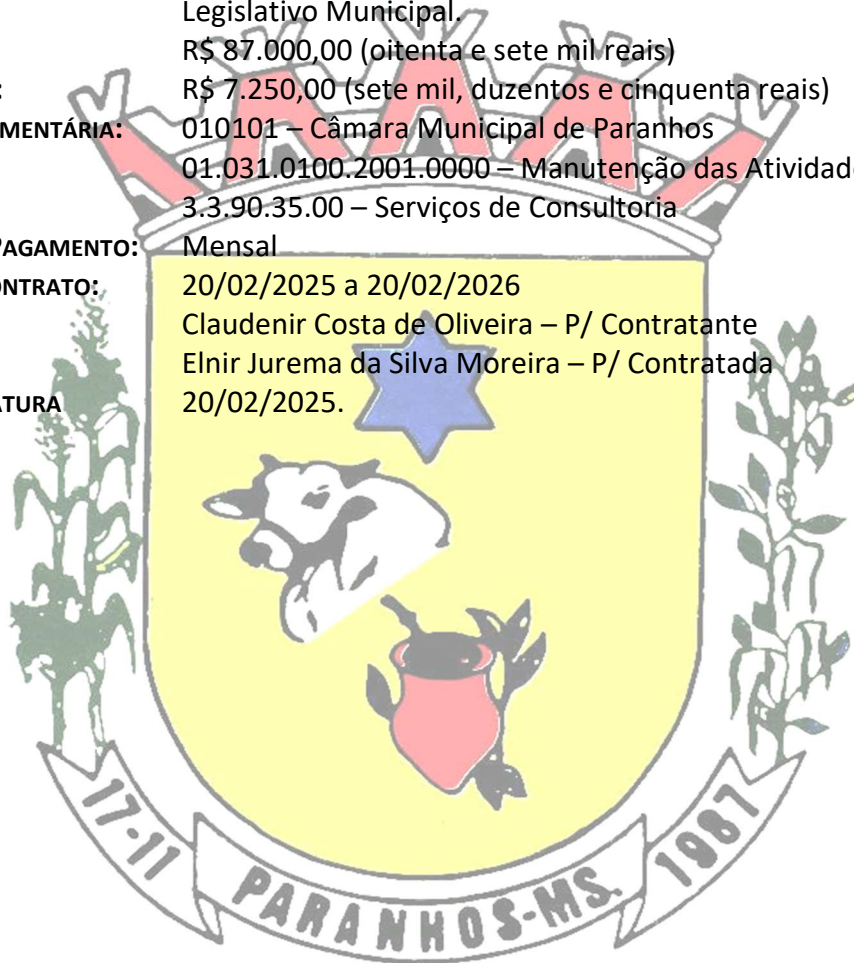 Legislativo Municipal.
R$ 87.000,00 (oitenta e sete mil reais)
: R$ 7.250,00 (sete mil, duzentos e cinquenta reais)
MENTÁRIA: 010101 – Câmara Municipal de Paranhos
01.031.0100.2001.0000 – Manutenção das Atividad
3.3.90.35.00 – Serviços de Consultoria
PAGAMENTO: Mensal
ONTRATO: 20/02/2025 a 20/02/2026
Claudenir Costa de Oliveira – P/ Contratante
Elnir Jurema da Silva Moreira – P/ Contratada
ATURA 20/02/2025.
17-11 PARANHOS-MS. 1987